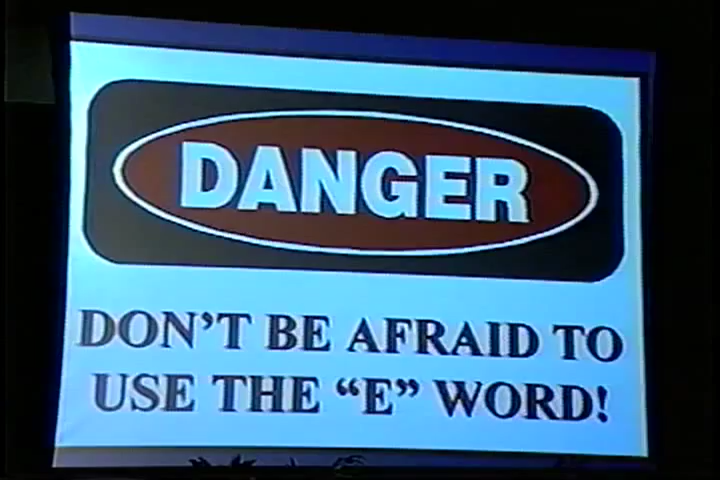 DANGER
DON'T BE AFRAID TO
USE THE “E” WORD!